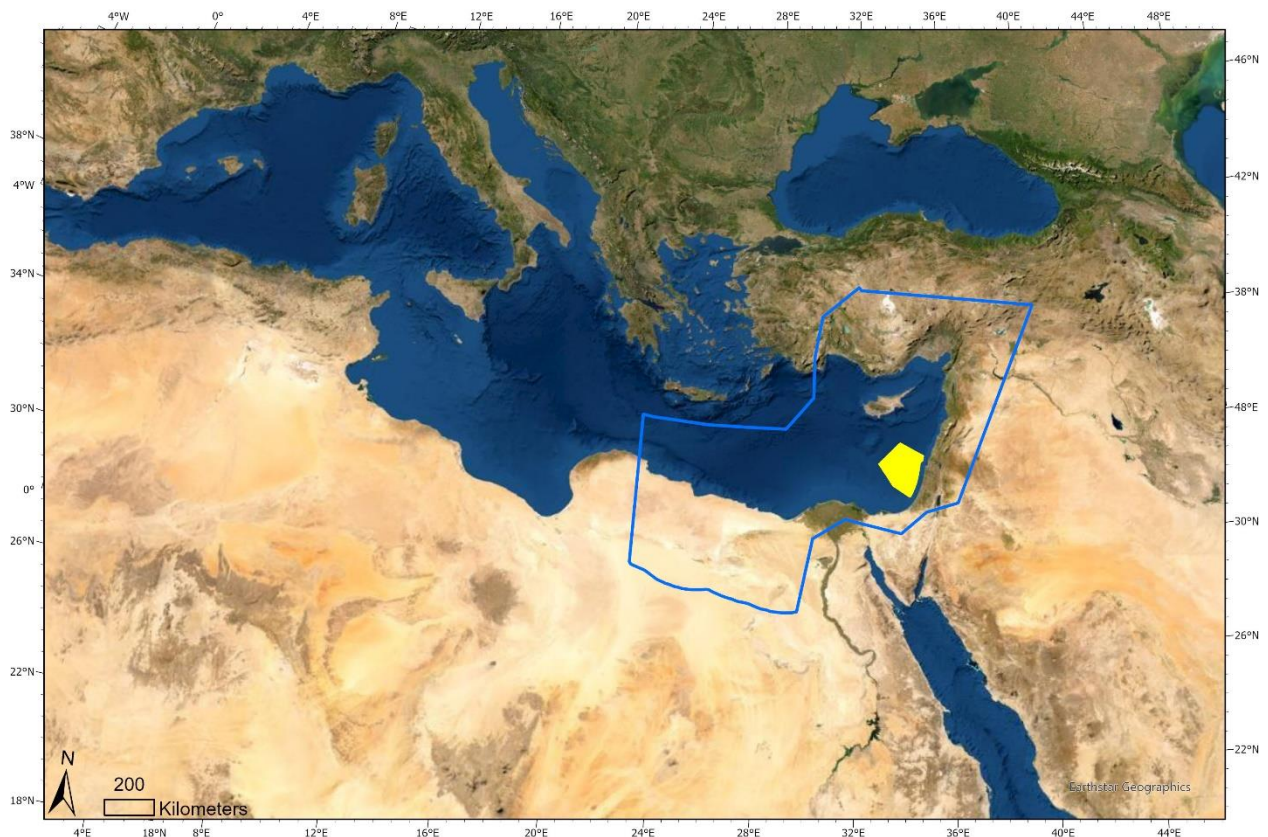 4°W 0° 4°E 8°E 12°E 16°E 20°E 24°E 28°E 32°E 36°E 40°E 44°E 48°E
46°N
38°N
4°W 42°N
34°N 38°N
30°N 48°E
0° 30°N
26°N
26°N
22°N
22°N
N
200
Kilometers
Earthstar Geographics
18°N
4°E 18°N 8°E 12°E 16°E 20°E 24°E 28°E 32°E 36°E 40°E 44°E